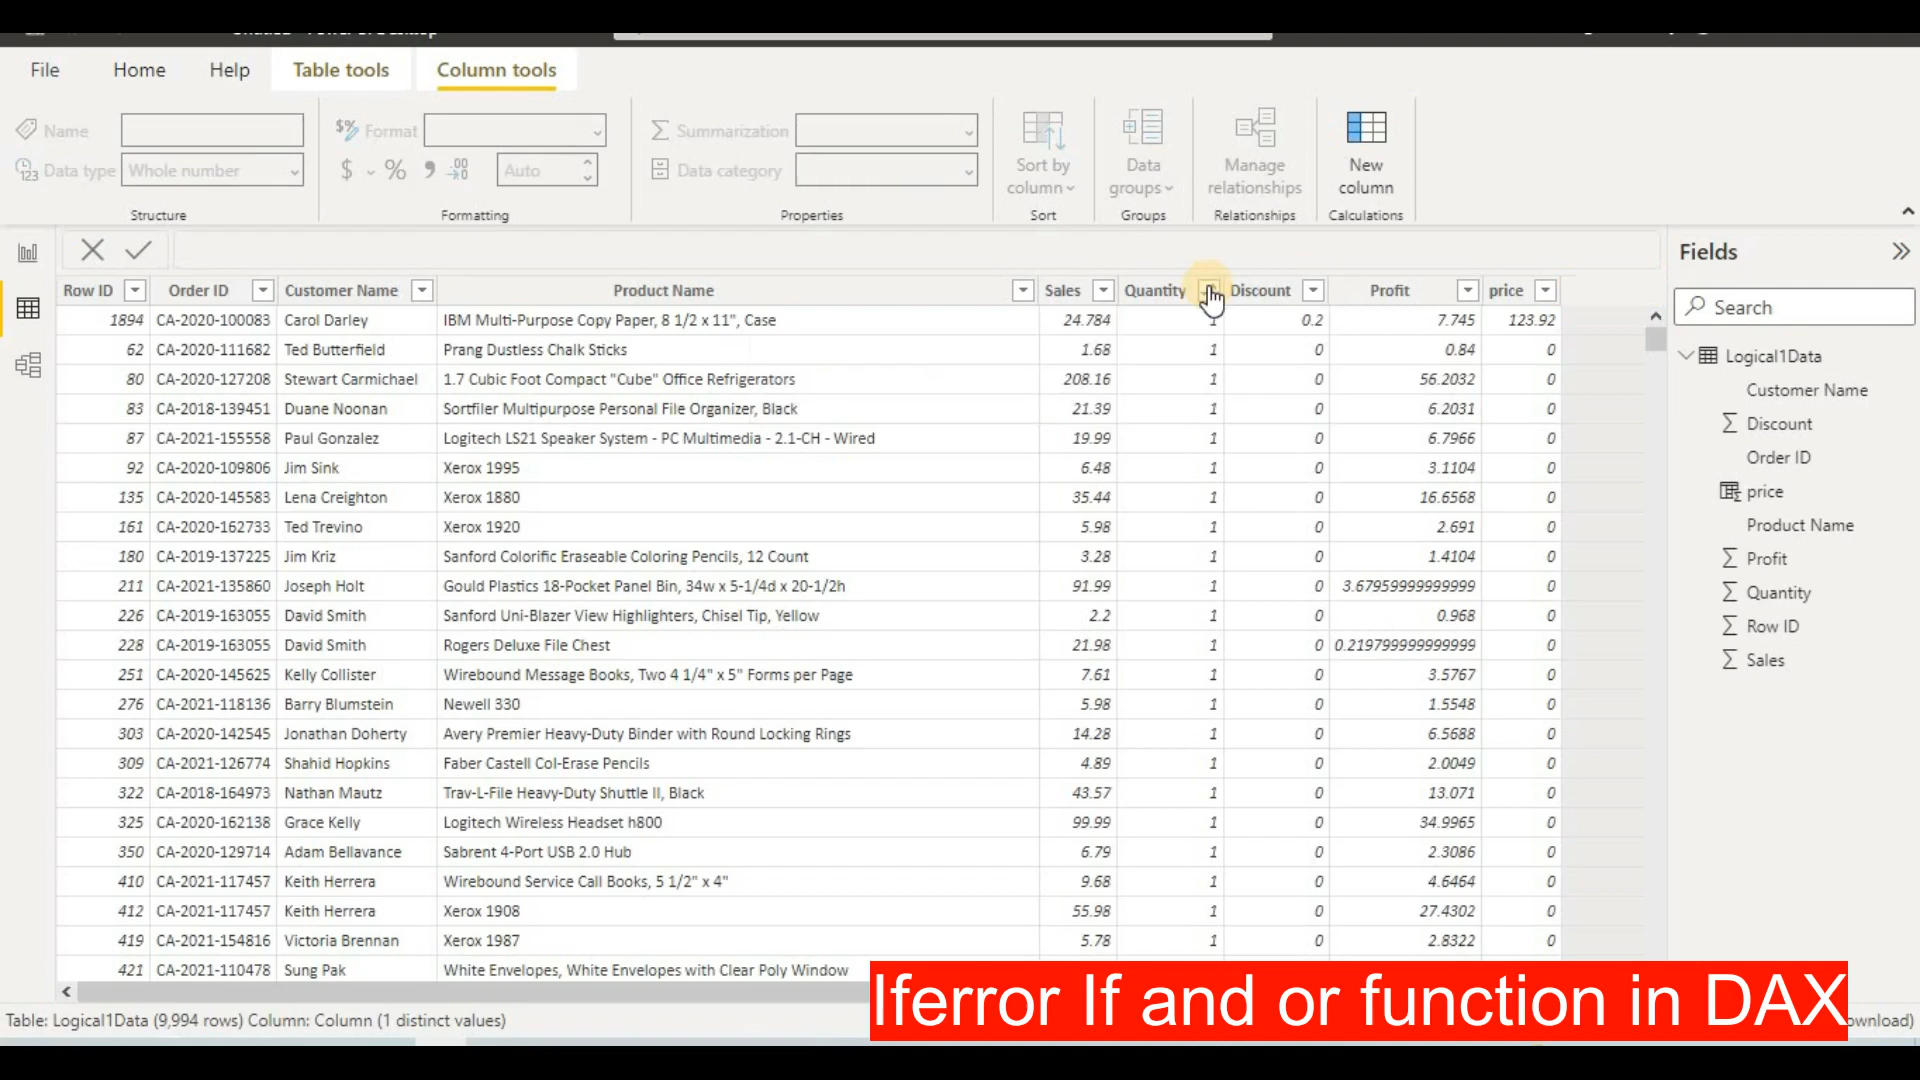 File Home Help Table tools Column tools
Name Format Summarization Sort by column Data groups Manage relationships New column
Data type Whole number $ % Auto Data category
Structure Formatting Properties Sort Groups Relationships Calculations
Row ID Order ID Customer Name Product Name Sales Quantity Discount Profit price
1894 CA-2020-100083 Carol Darley IBM Multi-Purpose Copy Paper, 8 1/2 x 11", Case 24.784 1 0.2 7.745 123.92
62 CA-2020-111682 Ted Butterfield Prang Dustless Chalk Sticks 1.68 1 0 0.84 0
80 CA-2020-127208 Stewart Carmichael 1.7 Cubic Foot Compact "Cube" Office Refrigerators 208.16 1 0 56.2032 0
83 CA-2018-139451 Duane Noonan Sortfiler Multipurpose Personal File Organizer, Black 21.39 1 0 6.2031 0
87 CA-2021-155558 Paul Gonzalez Logitech LS21 Speaker System - PC Multimedia - 2.1-CH - Wired 19.99 1 0 6.7966 0
92 CA-2020-109806 Jim Sink Xerox 1995 6.48 1 0 3.1104 0
135 CA-2020-145583 Lena Creighton Xerox 1880 35.44 1 0 16.6568 0
161 CA-2020-162733 Ted Trevino Xerox 1920 5.98 1 0 2.691 0
180 CA-2019-137225 Jim Kriz Sanford Colorific Eraseable Coloring Pencils, 12 Count 3.28 1 0 1.4104 0
211 CA-2021-135860 Joseph Holt Gould Plastics 18-Pocket Panel Bin, 34w x 5-1/4d x 20-1/2h 91.99 1 0 3.67959999999999 0
226 CA-2019-163055 David Smith Sanford Uni-Blazer View Highlighters, Chisel Tip, Yellow 2.2 1 0 0.968 0
228 CA-2019-163055 David Smith Rogers Deluxe File Chest 21.98 1 0 0.219799999999999 0
251 CA-2020-145625 Kelly Collister Wirebound Message Books, Two 4 1/4" x 5" Forms per Page 7.61 1 0 3.5767 0
276 CA-2021-118136 Barry Blumstein Newell 330 5.98 1 0 1.5548 0
303 CA-2020-142545 Jonathan Doherty Avery Premier Heavy-Duty Binder with Round Locking Rings 14.28 1 0 6.5688 0
309 CA-2021-126774 Shahid Hopkins Faber Castell Col-Erase Pencils 4.89 1 0 2.0049 0
322 CA-2018-164973 Nathan Mautz Trav-L-File Heavy-Duty Shuttle II, Black 43.57 1 0 13.071 0
325 CA-2020-162138 Grace Kelly Logitech Wireless Headset h800 99.99 1 0 34.9965 0
350 CA-2020-129714 Adam Bellavance Sabrent 4-Port USB 2.0 Hub 6.79 1 0 2.3086 0
410 CA-2021-117457 Keith Herrera Wirebound Service Call Books, 5 1/2" x 4" 9.68 1 0 4.6464 0
412 CA-2021-117457 Keith Herrera Xerox 1908 55.98 1 0 27.4302 0
419 CA-2021-154816 Victoria Brennan Xerox 1987 5.78 1 0 2.8322 0
421 CA-2021-110478 Sung Pak White Envelopes, White Envelopes with Clear Poly Window
Fields
Search
Logical1Data
Customer Name
Discount
Order ID
price
Product Name
Profit
Quantity
Row ID
Sales
Table: Logical1Data (9,994 rows) Column: Column (1 distinct values)
Iferror If and or function in DAX